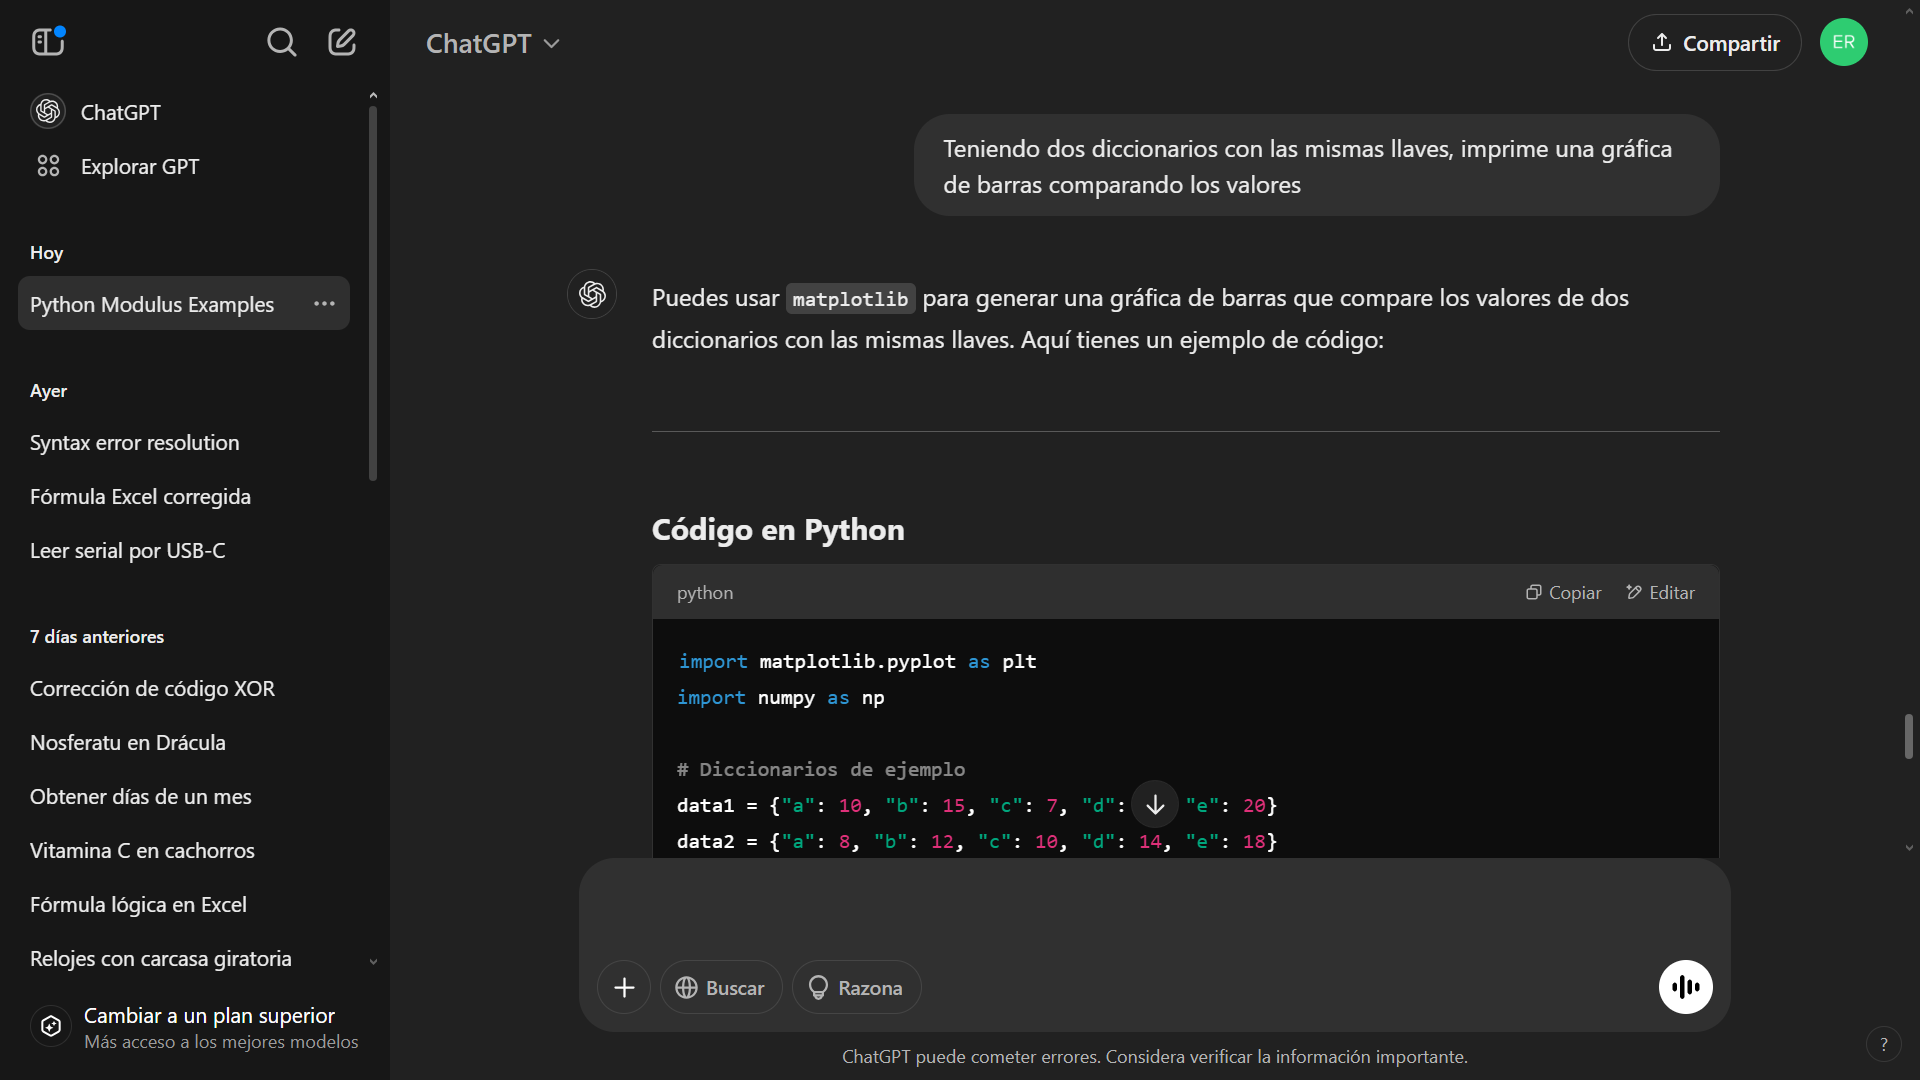 ChatGPT
Explorar GPT
Hoy
Python Modulus Examples
Ayer
Syntax error resolution
Fórmula Excel corregida
Leer serial por USB-C
7 días anteriores
Corrección de código XOR
Nosferatu en Drácula
Obtener días de un mes
Vitamina C en cachorros
Fórmula lógica en Excel
Relojes con carcasa giratoria
Cambiar a un plan superior
Más acceso a los mejores modelos
ChatGPT
Compartir
ER
Teniendo dos diccionarios con las mismas llaves, imprime una gráfica
de barras comparando los valores
Puedes usar matplotlib para generar una gráfica de barras que compare los valores de dos
diccionarios con las mismas llaves. Aquí tienes un ejemplo de código:
Código en Python
python
Copiar
Editar
import matplotlib.pyplot as plt
import numpy as np
# Diccionarios de ejemplo
data1 = {"a": 10, "b": 15, "c": 7, "d": "e": 20}
data2 = {"a": 8, "b": 12, "c": 10, "d": 14, "e": 18}
Buscar
Razona
ChatGPT puede cometer errores. Considera verificar la información importante.
?